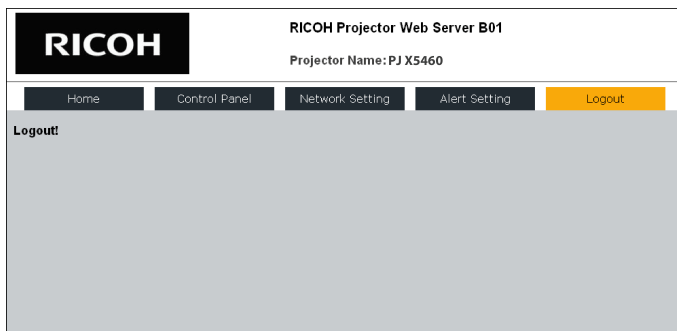 RICOH
RICOH Projector Web Server B01
Projector Name: PJ X5460
Home Control Panel Network Setting Alert Setting Logout
Logout!